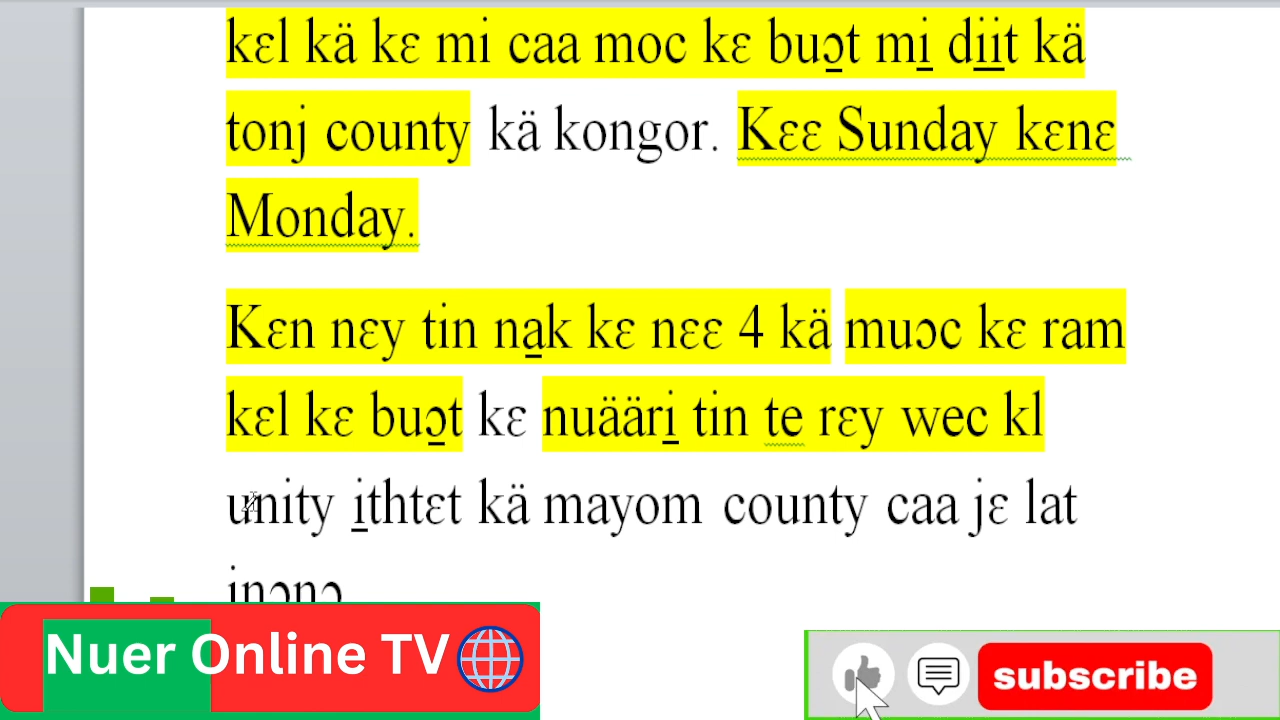 kɛl kä kɛ mi caa moc kɛ buɔ̱t mi̱ di̱i̱t kä
tonj county kä kongor. Kɛɛ Sunday kɛnɛ
Monday.
Kɛn nɛy tin na̱k kɛ nɛɛ 4 kä muɔc kɛ ram
kɛl kɛ buɔ̱t kɛ nuääri̱ tin te rɛy wec kl
unity i̱thtɛt kä mayom county caa jɛ lat
inɔnɔ
Nuer Online TV
subscribe